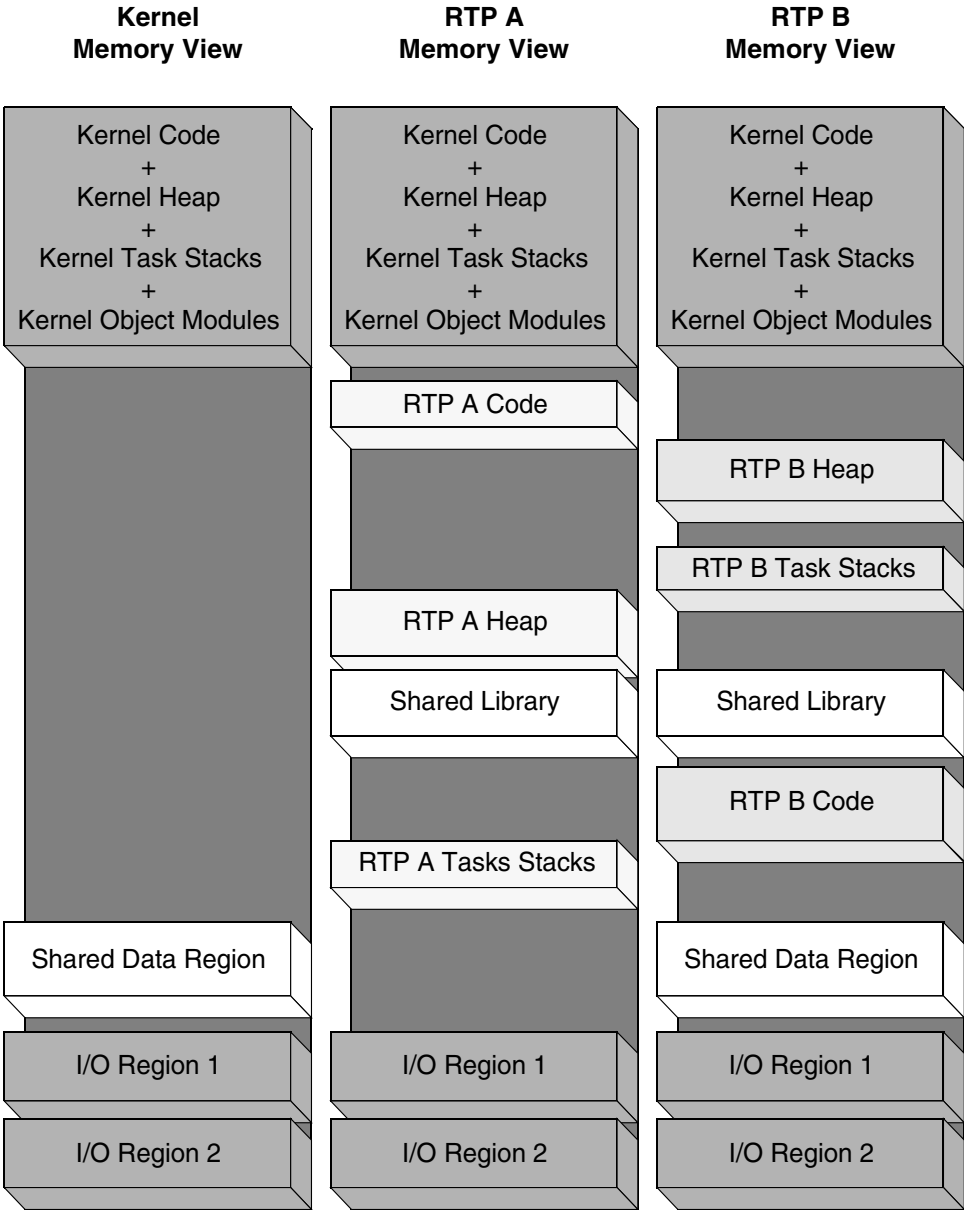 Kernel
Memory View
RTP A
Memory View
RTP B
Memory View
Kernel Code
+
Kernel Heap
+
Kernel Task Stacks
+
Kernel Object Modules
Shared Data Region
I/O Region 1
I/O Region 2
Kernel Code
+
Kernel Heap
+
Kernel Task Stacks
+
Kernel Object Modules
RTP A Code
RTP A Heap
Shared Library
RTP A Tasks Stacks
I/O Region 1
I/O Region 2
Kernel Code
+
Kernel Heap
+
Kernel Task Stacks
+
Kernel Object Modules
RTP B Heap
RTP B Task Stacks
Shared Library
RTP B Code
Shared Data Region
I/O Region 1
I/O Region 2